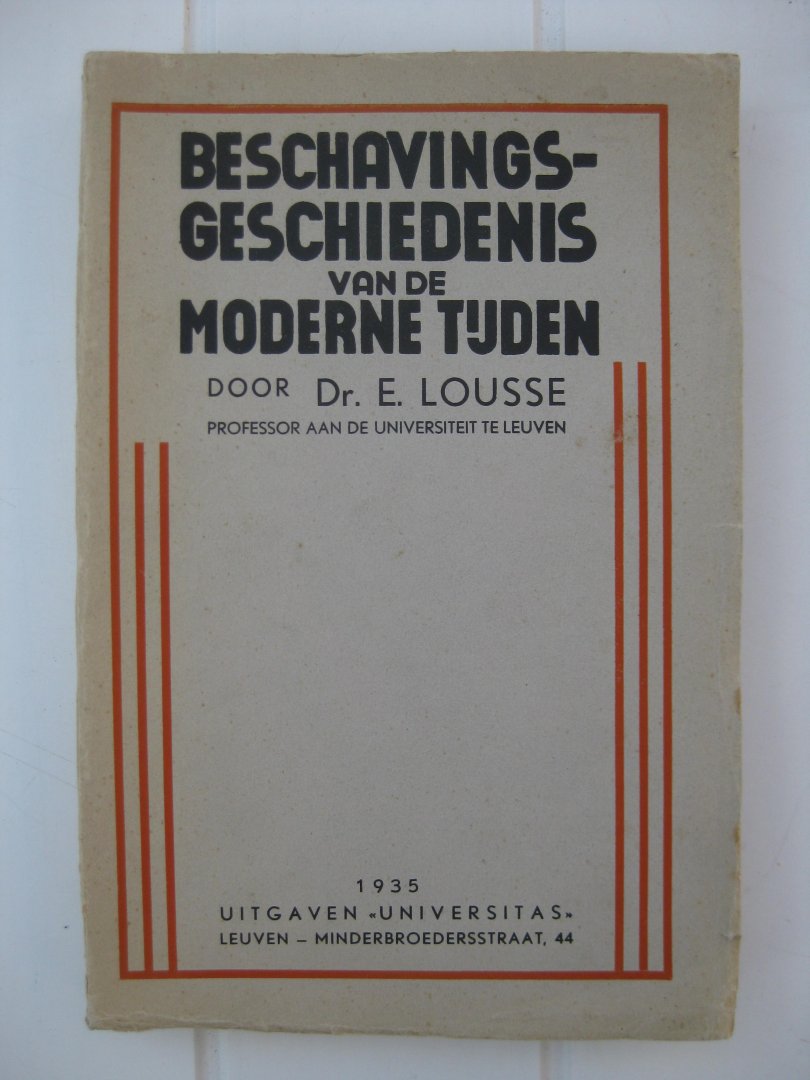 BESCHAVINGS-
GESCHIEDENIS
VAN DE
MODERNE TIJDEN
DOOR Dr. E. LOUSSE
PROFESSOR AAN DE UNIVERSITEIT TE LEUVEN
1935
UITGAVEN «UNIVERSITAS»
LEUVEN – MINDERBROEDERSSTRAAT, 44